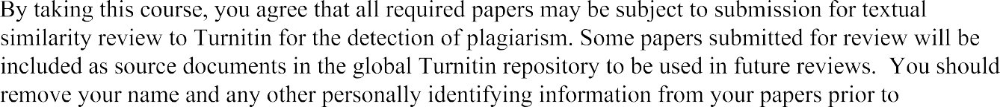 By taking this course, you agree that all required papers may be subject to submission for textual
similarity review to Turnitin for the detection of plagiarism. Some papers submitted for review will be
included as source documents in the global Turnitin repository to be used in future reviews.  You should
remove your name and any other personally identifying information from your papers prior to